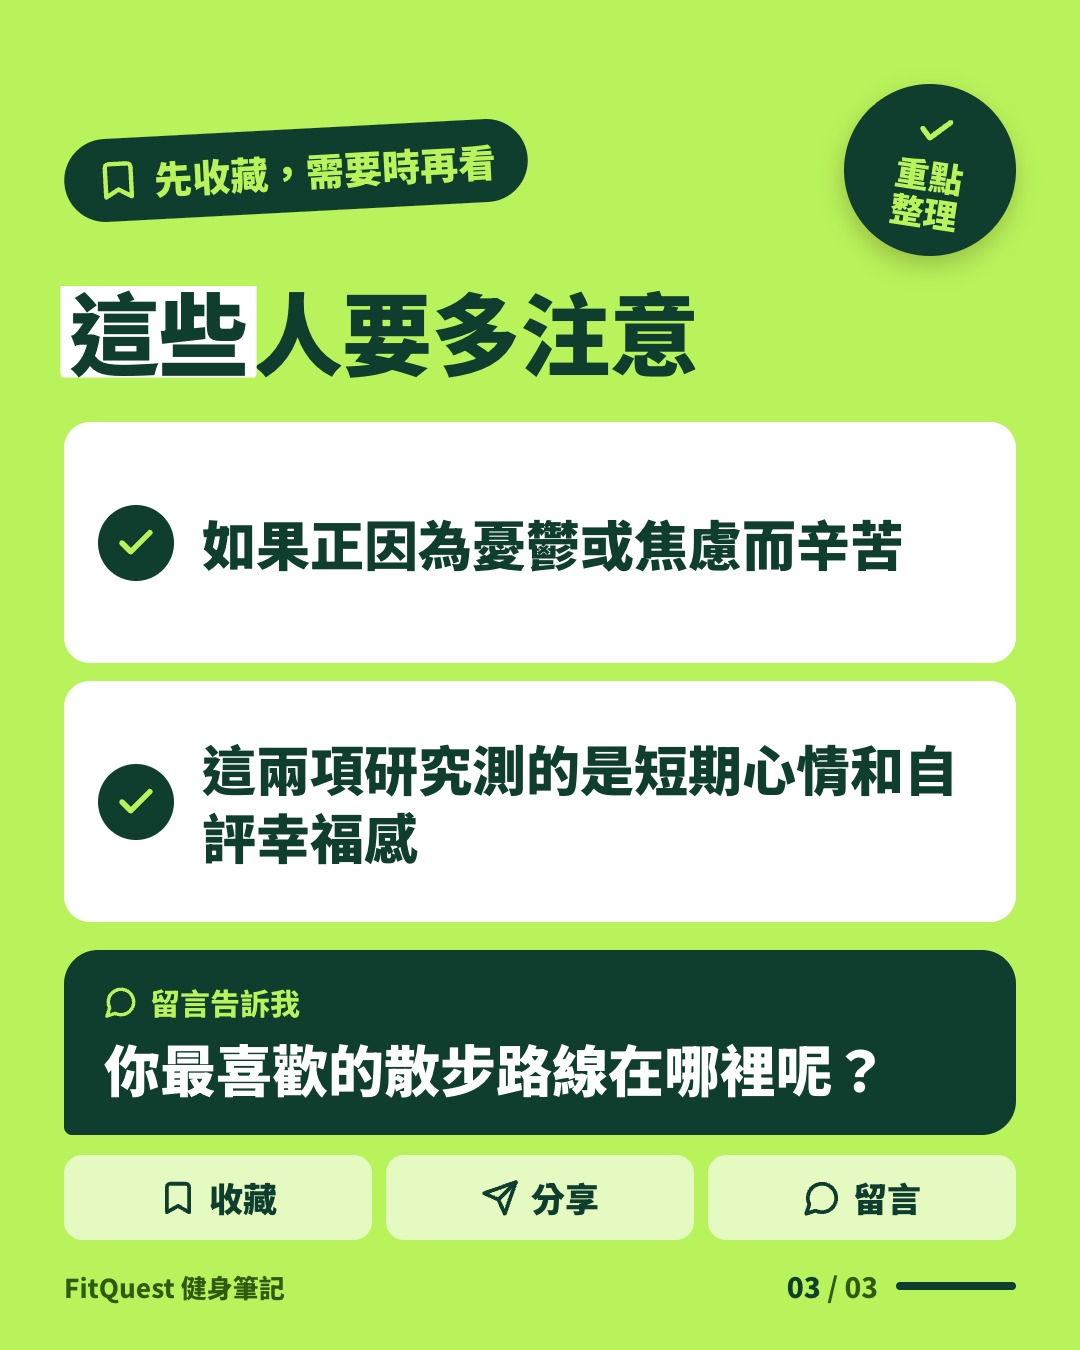 先收藏，需要時再看
重點
整理
這些人要多注意
如果正因為憂鬱或焦慮而辛苦
這兩項研究測的是短期心情和自
評幸福感
留言告訴我
你最喜歡的散步路線在哪裡呢？
收藏
分享
留言
FitQuest 健身筆記
03 / 03